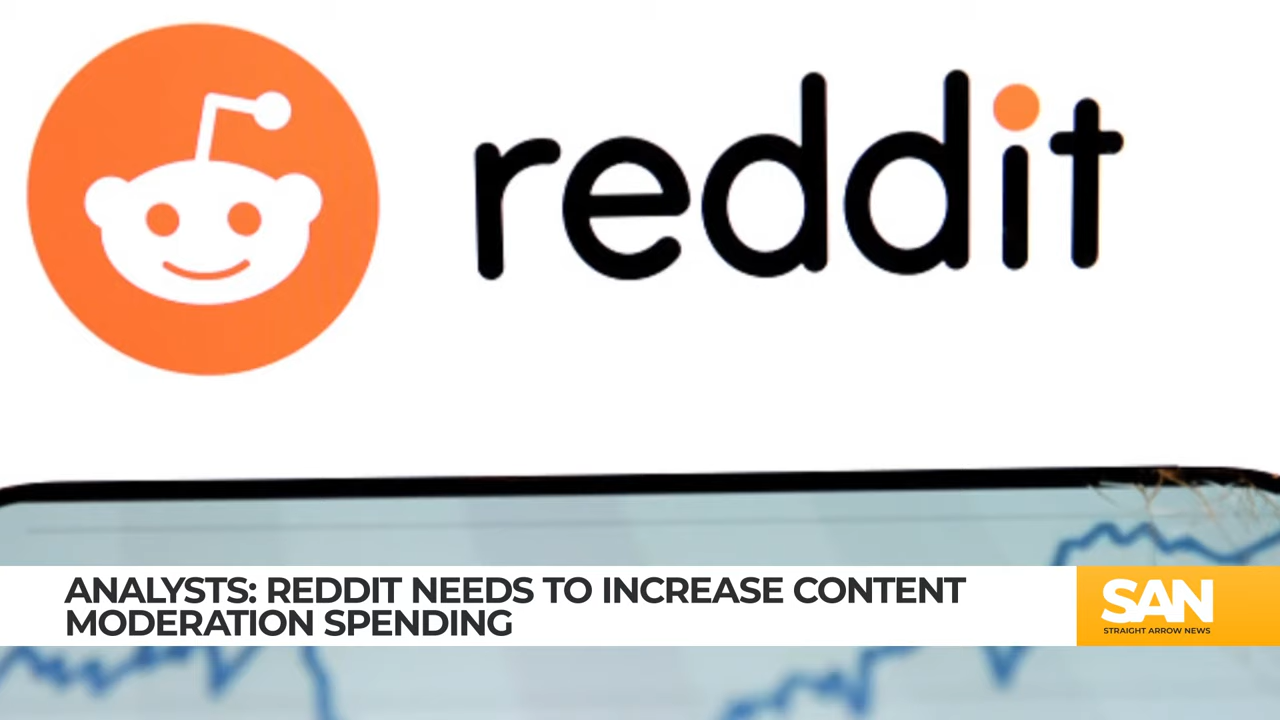 reddit
ANALYSTS: REDDIT NEEDS TO INCREASE CONTENT
MODERATION SPENDING
SAN
STRAIGHT ARROW NEWS